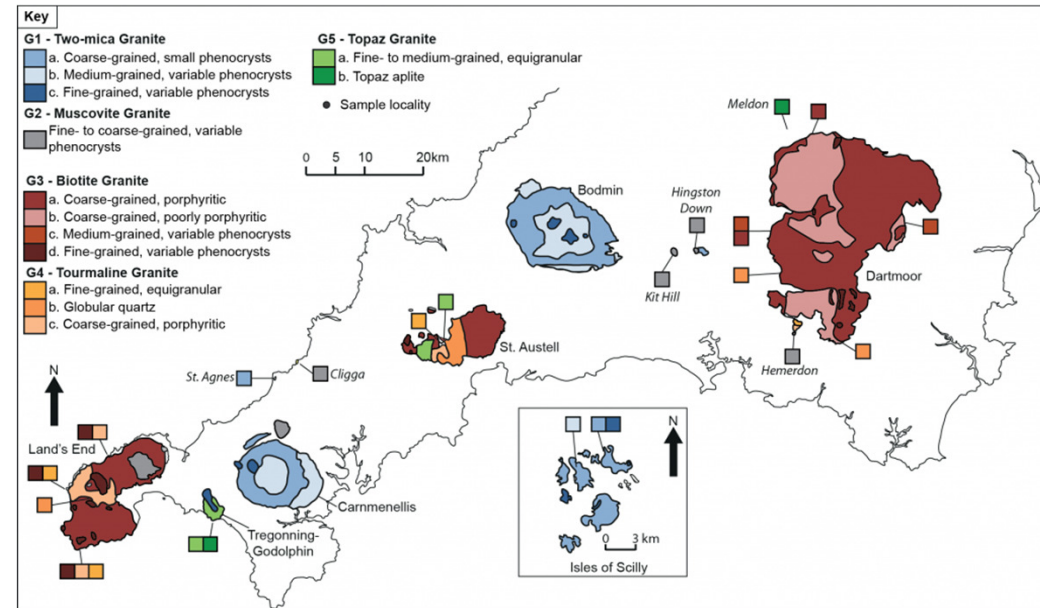 Key
G1 - Two-mica Granite
a. Coarse-grained, small phenocrysts
b. Medium-grained, variable phenocrysts
c. Fine-grained, variable phenocrysts
G2 - Muscovite Granite
Fine- to coarse-grained, variable
phenocrysts
G3 - Biotite Granite
a. Coarse-grained, porphyritic
b. Coarse-grained, poorly porphyritic
c. Medium-grained, variable phenocrysts
d. Fine-grained, variable phenocrysts
G4 - Tourmaline Granite
a. Fine-grained, equigranular
b. Globular quartz
c. Coarse-grained, porphyritic
G5 - Topaz Granite
a. Fine- to medium-grained, equigranular
b. Topaz aplite
Sample locality
0 5 10 20km
Meldon
Bodmin
Hingston
Down
Kit Hill
Dartmoor
Hemerdon
St. Austell
St. Agnes
Cligga
N
Land's End
Carnmenellis
Tregonning-
Godolphin
N
0 3 km
Isles of Scilly